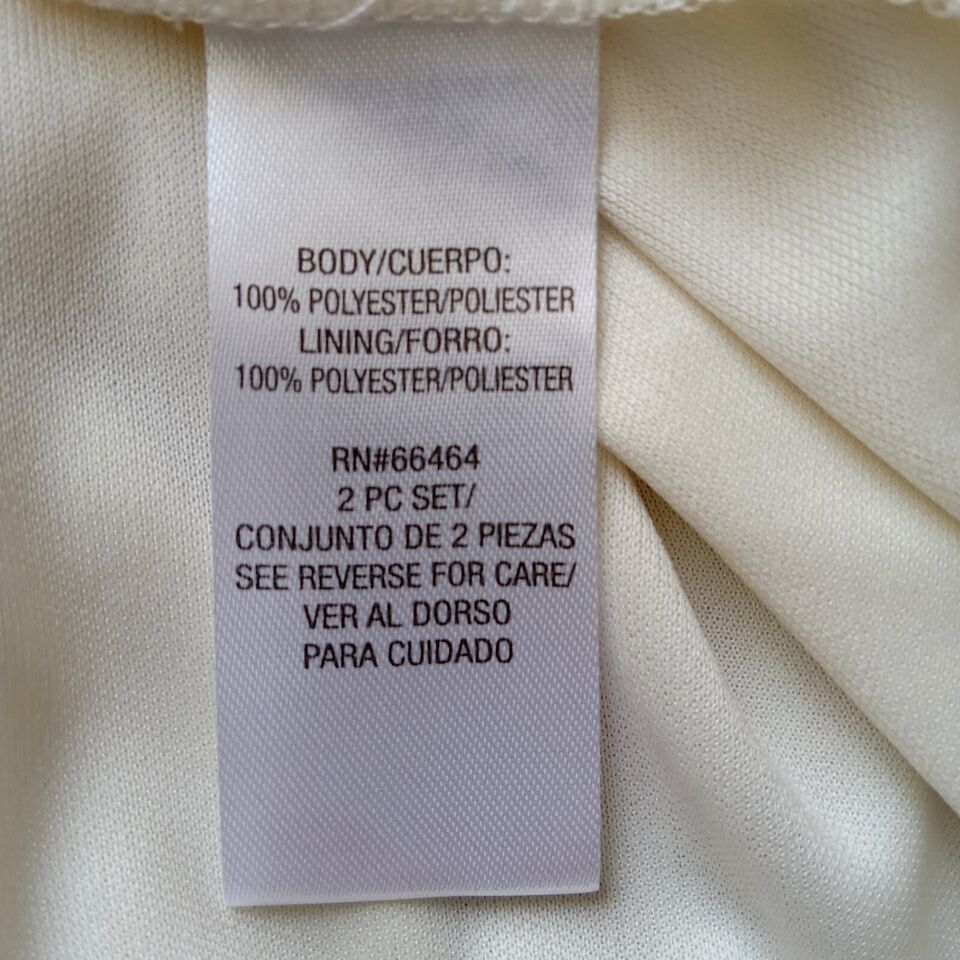 BODY/CUERPO:
100% POLYESTER/POLIESTER
LINING/FORRO:
100% POLYESTER/POLIESTER
RN#66464
2 PC SET/
CONJUNTO DE 2 PIEZAS
SEE REVERSE FOR CARE/
VER AL DORSO
PARA CUIDADO